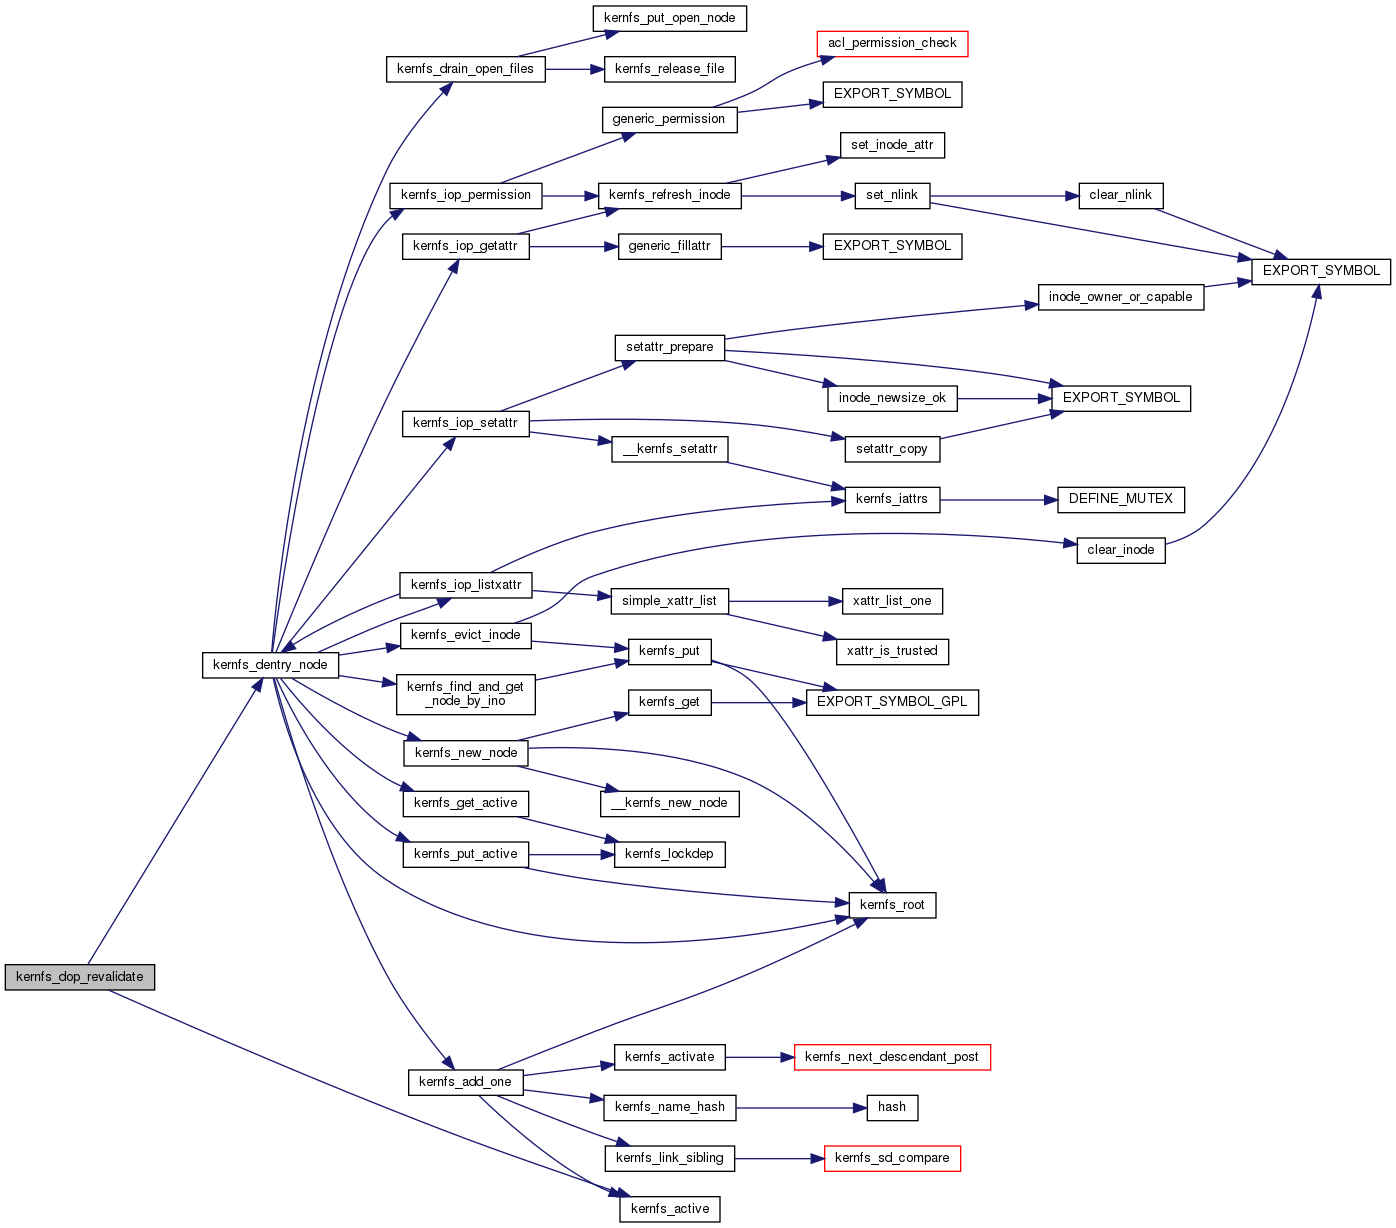 kernfs_put_open_node
acl_permission_check
kernfs_drain_open_files
kernfs_release_file
EXPORT_SYMBOL
generic_permission
set_inode_attr
kernfs_iop_permission
kernfs_refresh_inode
set_nlink
clear_nlink
kernfs_iop_getattr
generic_fillattr
EXPORT_SYMBOL
EXPORT_SYMBOL
inode_owner_or_capable
setattr_prepare
inode_newsize_ok
EXPORT_SYMBOL
kernfs_iop_setattr
__kernfs_setattr
setattr_copy
kernfs_iattrs
DEFINE_MUTEX
clear_inode
kernfs_iop_listxattr
simple_xattr_list
xattr_list_one
kernfs_evict_inode
kernfs_put
xattr_is_trusted
kernfs_dentry_node
kernfs_find_and_get
_node_by_ino
kernfs_get
EXPORT_SYMBOL_GPL
kernfs_new_node
kernfs_get_active
__kernfs_new_node
kernfs_put_active
kernfs_lockdep
kernfs_root
kernfs_dop_revalidate
kernfs_activate
kernfs_next_descendant_post
kernfs_add_one
kernfs_name_hash
hash
kernfs_link_sibling
kernfs_sd_compare
kernfs_active